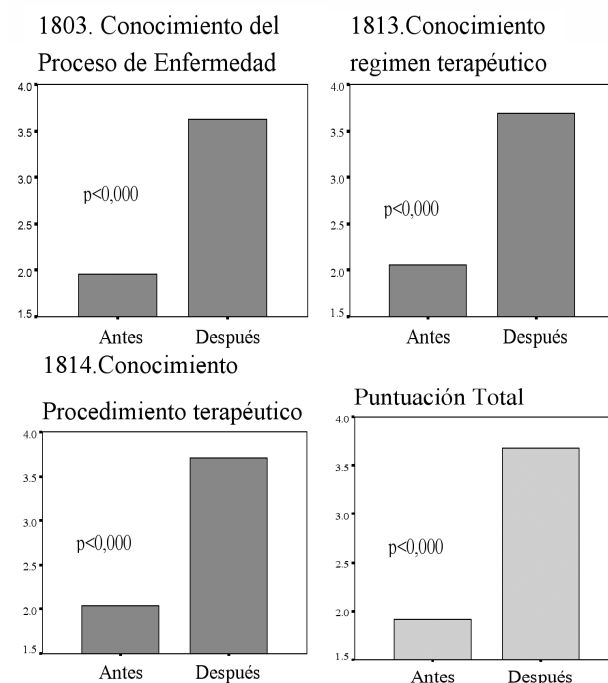 1803. Conocimiento del
Proceso de Enfermedad
4.0
3.5
3.0
2.5
2.0
1.5
p<0,000
Antes Después
1813.Conocimiento
regimen terapéutico
4.0
3.5
3.0
2.5
2.0
1.5
p<0,000
Antes Después
1814.Conocimiento
Procedimiento terapéutico
4.0
3.5
3.0
2.5
2.0
1.5
p<0,000
Antes Después
Puntuación Total
4.0
3.5
3.0
2.5
2.0
1.5
p<0,000
Antes Después